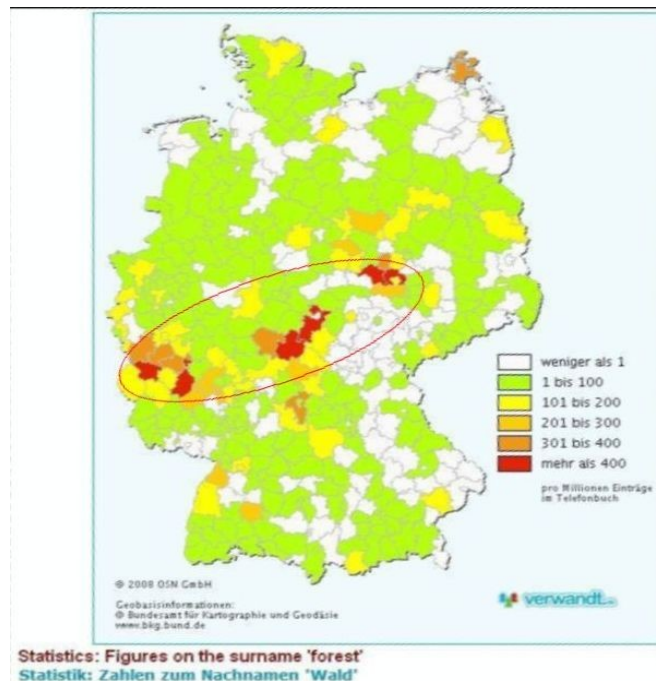 weniger als 1
1 bis 100
101 bis 200
201 bis 300
301 bis 400
mehr als 400
pro Millionen Einträge
im Telefonbuch
© 2008 OSN GmbH
Geobasisinformationen:
© Bundesamt für Kartographie und Geodäsie
www.bkg.bund.de
verwandt.de
Statistics: Figures on the surname 'forest'
Statistik: Zahlen zum Nachnamen 'Wald'